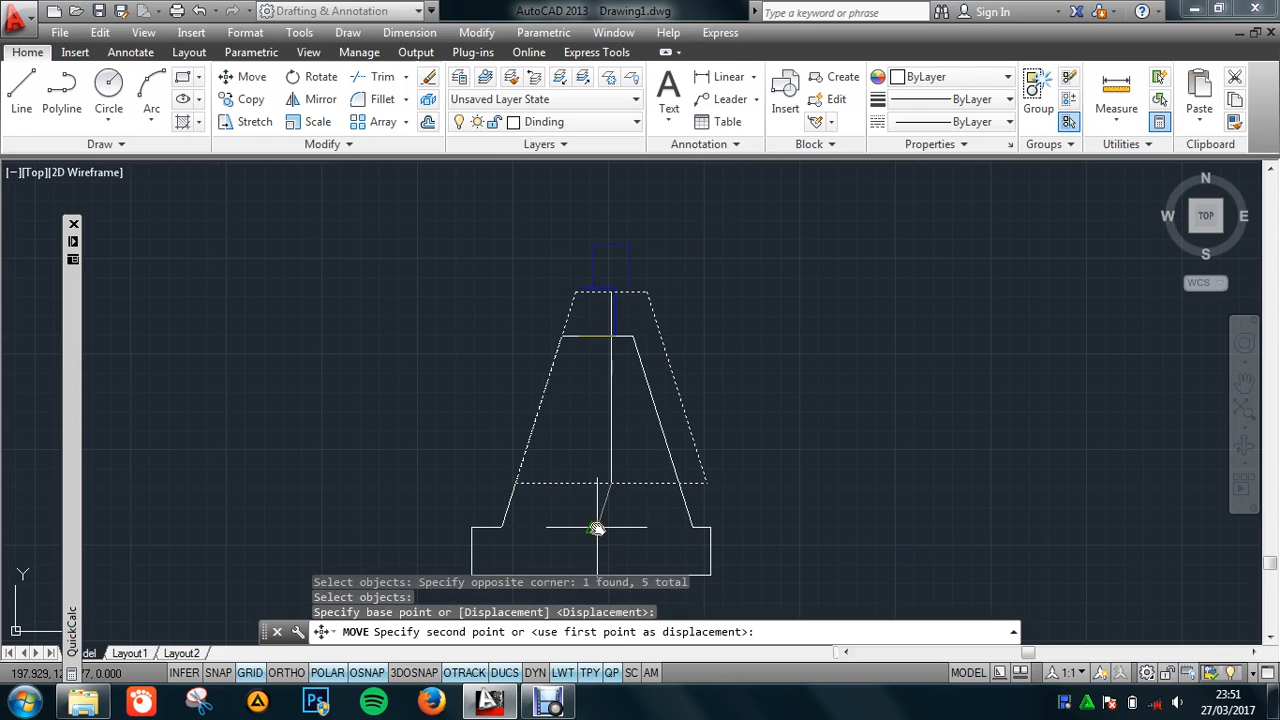 AutoCAD 2013 Drawing1.dwg
Drafting & Annotation
Type a keyword or phrase
Sign In
File Edit View Insert Format Tools Draw Dimension Modify Parametric Window Help Express
Home Insert Annotate Layout Parametric View Manage Output Plug-ins Online Express Tools
Line Polyline Circle Arc
Move Rotate Trim
Copy Mirror Fillet
Stretch Scale Array
Unsaved Layer State
Dinding
Text
Linear
Leader
Table
Insert
Create
Edit
ByLayer
ByLayer
ByLayer
Group
Measure
Paste
Draw Modify Layers Annotation Block Properties Groups Utilities Clipboard
[−][Top][2D Wireframe]
N
W TOP E
S
WCS
QuickCalc
Y
Select objects: Specify opposite corner: 1 found, 5 total
Select objects:
Specify base point or [Displacement] <Displacement>:
MOVE Specify second point or <use first point as displacement>:
Layout1 Layout2
INFER SNAP GRID ORTHO POLAR OSNAP 3DOSNAP OTRACK DUCS DYN LWT TPY QP SC AM MODEL 1:1
23:51
27/03/2017